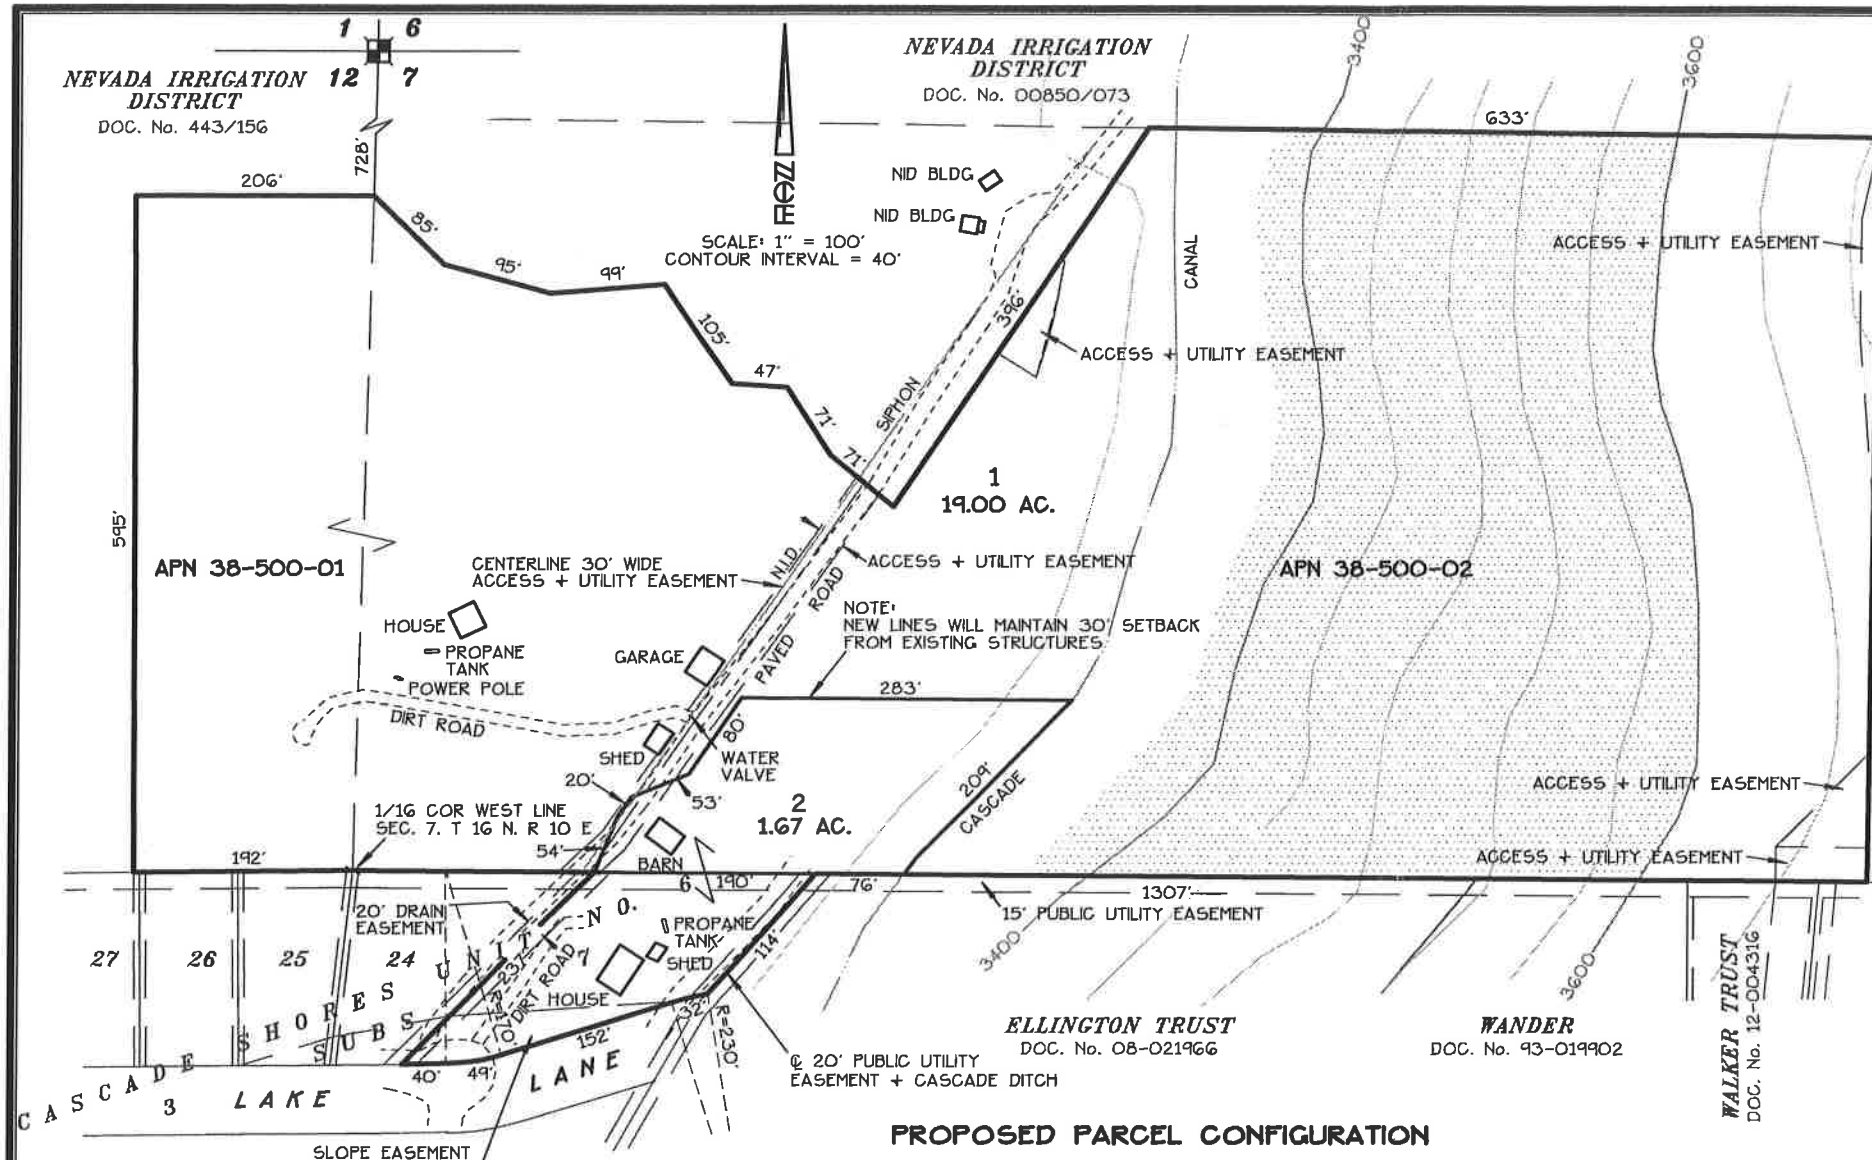 1 6
12 7
NEVADA IRRIGATION
DISTRICT
DOC. No. 443/156
NEVADA IRRIGATION
DISTRICT
DOC. No. 00850/073
3400
3600
633'
728'
206'
85'
95'
99'
105'
47'
71'
71'
396'
595'
SCALE: 1" = 100'
CONTOUR INTERVAL = 40'
NID BLDG
NID BLDG
CANAL
ACCESS + UTILITY EASEMENT
ACCESS + UTILITY EASEMENT
SIPHON
N.I.D.
1
19.00 AC.
APN 38-500-01
APN 38-500-02
CENTERLINE 30' WIDE
ACCESS + UTILITY EASEMENT
ACCESS + UTILITY EASEMENT
PAVED ROAD
NOTE:
NEW LINES WILL MAINTAIN 30' SETBACK
FROM EXISTING STRUCTURES
HOUSE
PROPANE
TANK
POWER POLE
DIRT ROAD
GARAGE
283'
80'
SHED
WATER
VALVE
20'
53'
209'
CASCADE
ACCESS + UTILITY EASEMENT
2
1.67 AC.
1/16 COR WEST LINE
SEC. 7. T 16 N. R 10 E
54'
BARN
192'
6
190'
76'
1307'
ACCESS + UTILITY EASEMENT
15' PUBLIC UTILITY EASEMENT
20' DRAIN
EASEMENT
27 26 25 24
7
CASCADE SHORES SUBS UNIT NO.
237'
DIRT ROAD
PROPANE
TANK
SHED
HOUSE
114'
32'
R=230'
152'
49'
40'
3
LAKE LANE
SLOPE EASEMENT
3400
3600
ELLINGTON TRUST
DOC. No. 08-021966
WANDER
DOC. No. 93-019902
WALKER TRUST
DOC. No. 12-004316
℄ 20' PUBLIC UTILITY
EASEMENT + CASCADE DITCH
PROPOSED PARCEL CONFIGURATION